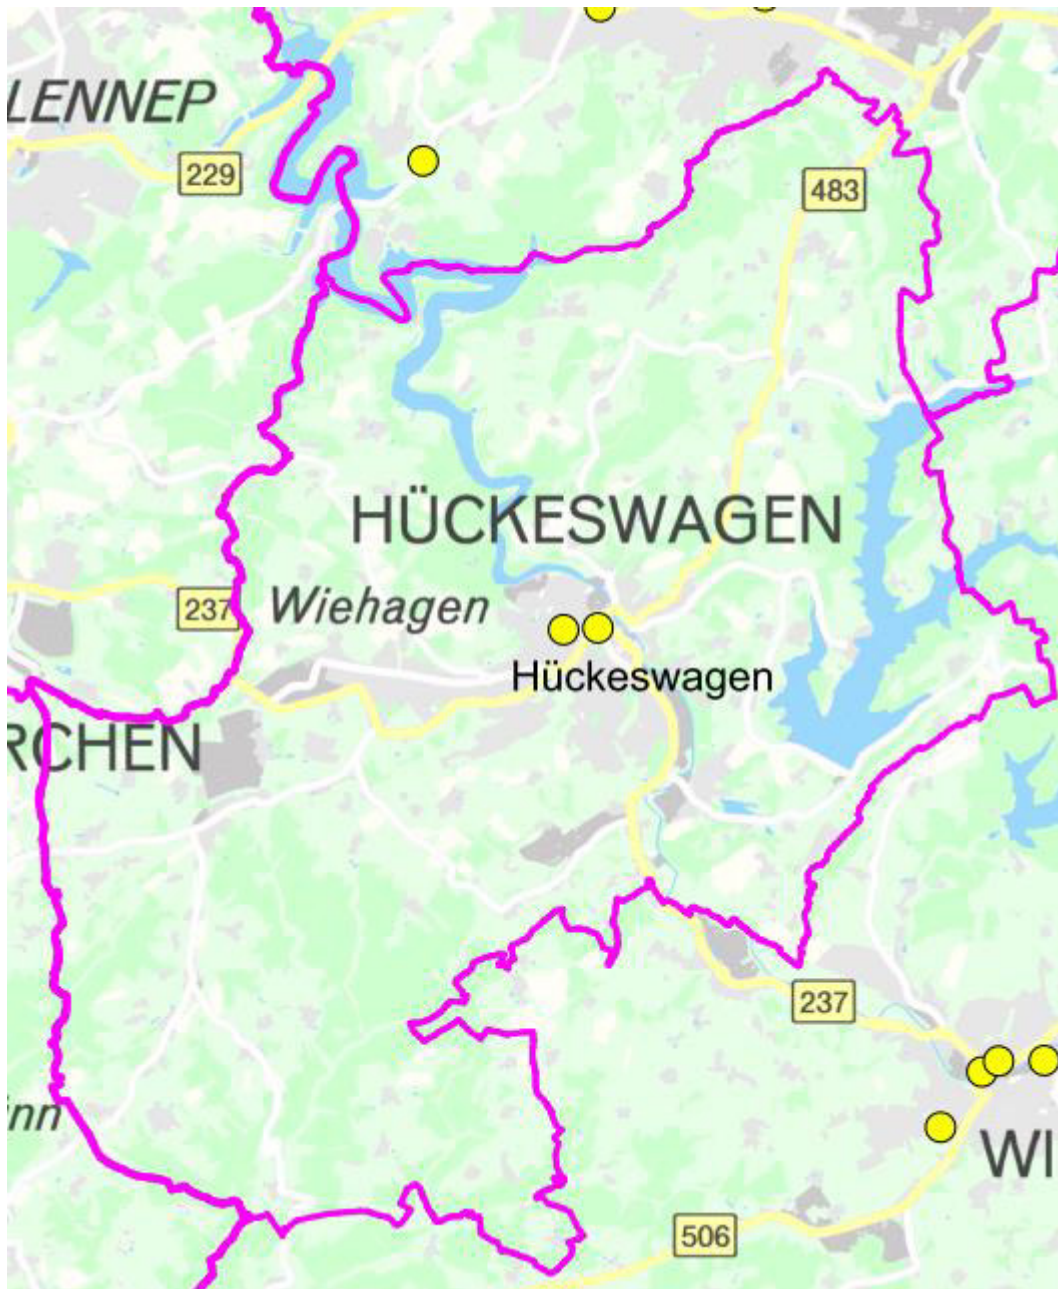 LENNEP
229
483
HÜCKESWAGEN
237
Wiehagen
Hückeswagen
RCHEN
237
inn
WI
506